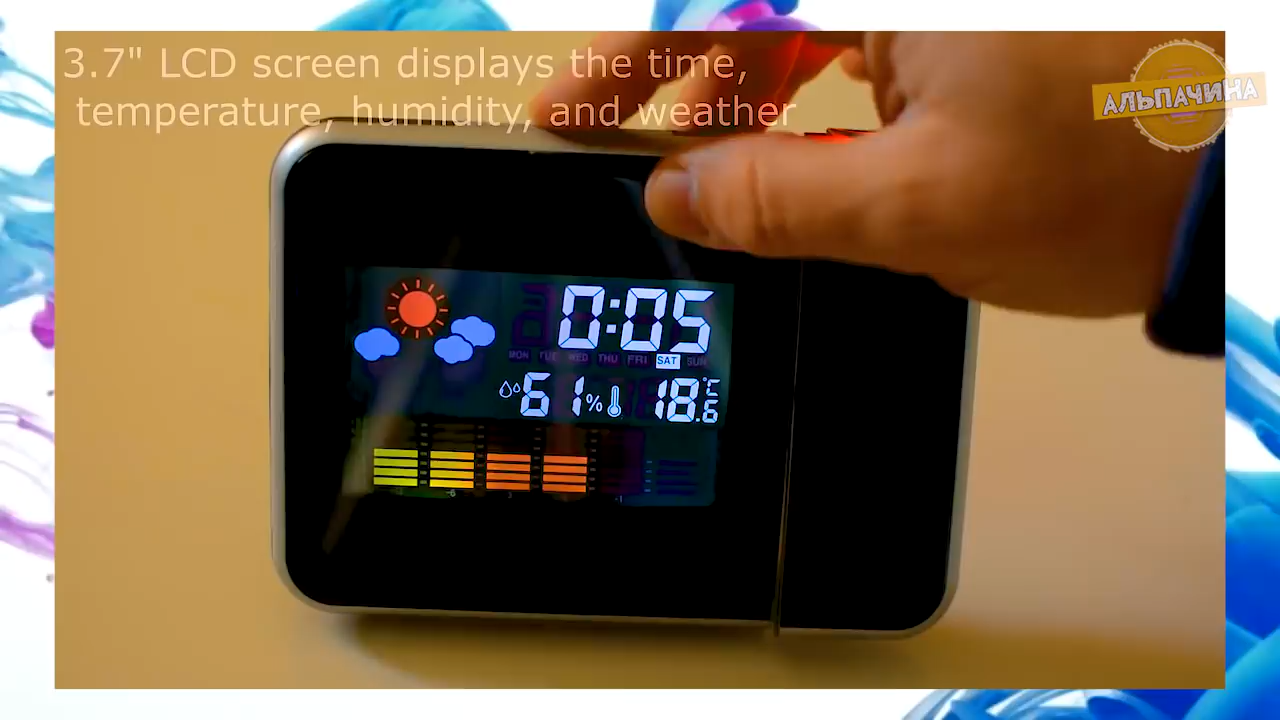 3.7" LCD screen displays the time,
temperature, humidity, and weather
АЛЬПАЧИНА
0:05
MON TUE WED THU FRI SAT SUN
61% 18.6°C